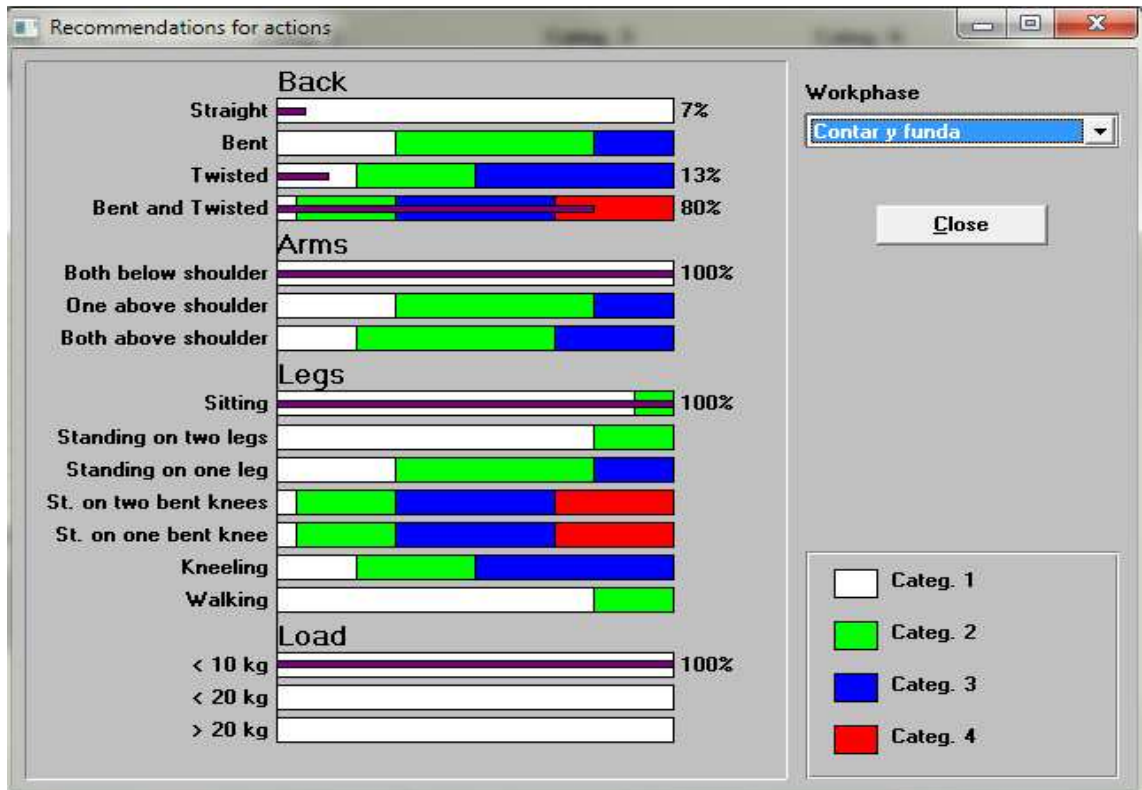 Recommendations for actions
Back
Straight 7%
Bent
Twisted 13%
Bent and Twisted 80%
Arms
Both below shoulder 100%
One above shoulder
Both above shoulder
Legs
Sitting 100%
Standing on two legs
Standing on one leg
St. on two bent knees
St. on one bent knee
Kneeling
Walking
Load
< 10 kg 100%
< 20 kg
> 20 kg
Workphase
Contar y funda
Close
Categ. 1
Categ. 2
Categ. 3
Categ. 4